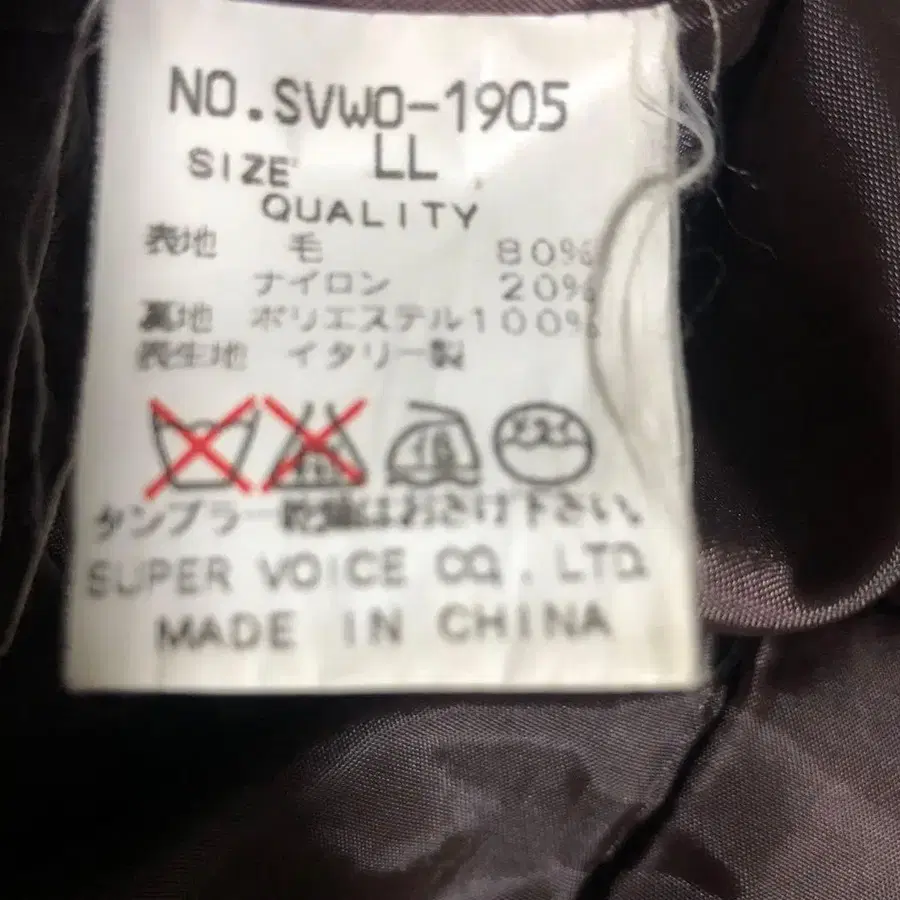 NO.SVWO-1905
SIZE LL
QUALITY
表地 毛 80%
ナイロン 20%
裏地 ポリエステル100%
表生地 イタリー製
タンブラー乾燥はおさけ下さい。
SUPER VOICE CO.LTD
MADE IN CHINA